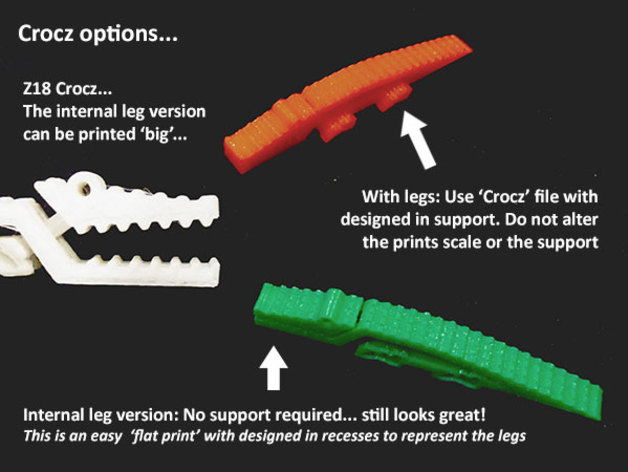 Crocz options...
Z18 Crocz...
The internal leg version
can be printed ‘big’...
With legs: Use ‘Crocz’ file with
designed in support. Do not alter
the prints scale or the support
Internal leg version: No support required... still looks great!
This is an easy  ‘flat print’ with designed in recesses to represent the legs